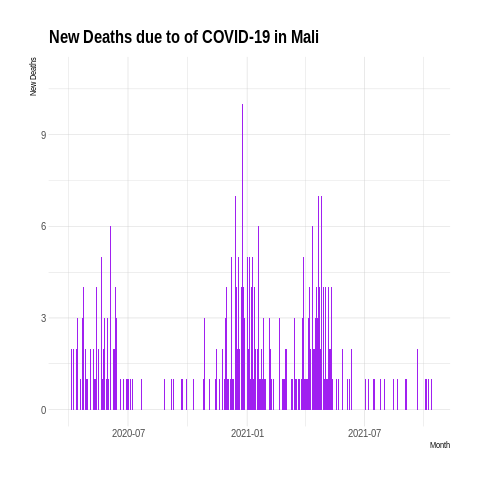 New Deaths due to of COVID-19 in Mali
New Deaths
9
6
3
0
2020-07
2021-01
2021-07
Month